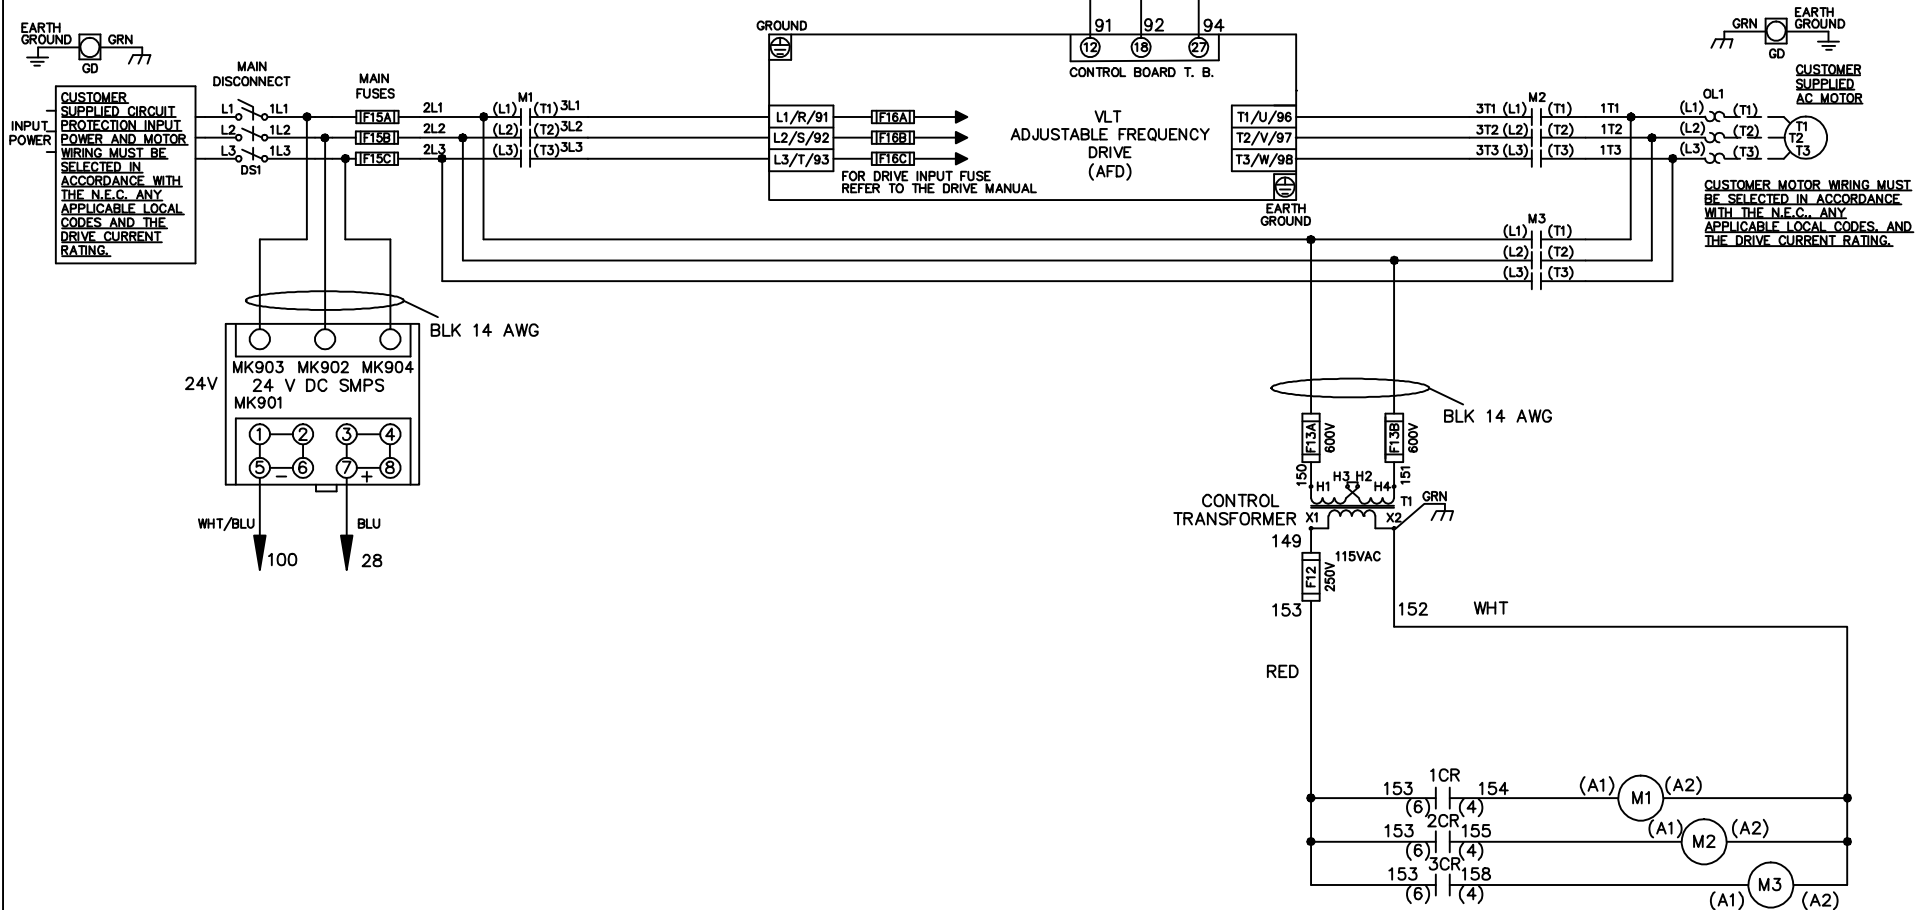 EARTH
GROUND
GRN
GD
MAIN
DISCONNECT
MAIN
FUSES
INPUT
POWER
CUSTOMER
SUPPLIED CIRCUIT
PROTECTION INPUT
POWER AND MOTOR
WIRING MUST BE
SELECTED IN
ACCORDANCE WITH
THE N.E.C. ANY
APPLICABLE LOCAL
CODES AND THE
DRIVE CURRENT
RATING.
L1 1L1
L2 1L2
L3 1L3
DS1
F15A
F15B
F15C
2L1
2L2
2L3
M1
(L1) (T1) 3L1
(L2) (T2) 3L2
(L3) (T3) 3L3
GROUND
91 92 94
12 18 27
CONTROL BOARD T. B.
L1/R/91
L2/S/92
L3/T/93
F16A
F16B
F16C
FOR DRIVE INPUT FUSE
REFER TO THE DRIVE MANUAL
VLT
ADJUSTABLE FREQUENCY
DRIVE
(AFD)
T1/U/96
T2/V/97
T3/W/98
EARTH
GROUND
M2
3T1 (L1) (T1) 1T1
3T2 (L2) (T2) 1T2
3T3 (L3) (T3) 1T3
M3
(L1) (T1)
(L2) (T2)
(L3) (T3)
GRN
EARTH
GROUND
GD
CUSTOMER
SUPPLIED
AC MOTOR
OL1
(L1) (T1)
(L2) (T2)
(L3) (T3)
T1
T2
T3
CUSTOMER MOTOR WIRING MUST
BE SELECTED IN ACCORDANCE
WITH THE N.E.C., ANY
APPLICABLE LOCAL CODES, AND
THE DRIVE CURRENT RATING.
BLK 14 AWG
MK903 MK902 MK904
24V
24 V DC SMPS
MK901
1 2 3 4
5 − 6 7 + 8
WHT/BLU
BLU
100
28
BLK 14 AWG
F13A
600V
F13B
600V
150
151
H1 H3 H2 H4
T1
GRN
CONTROL
TRANSFORMER
X1 X2
149
115VAC
F12
250V
153
152
WHT
RED
1CR
153 154
(6) (4)
(A1) M1 (A2)
2CR
153 155
(6) (4)
(A1) M2 (A2)
3CR
153 158
(6) (4)
(A1) M3 (A2)